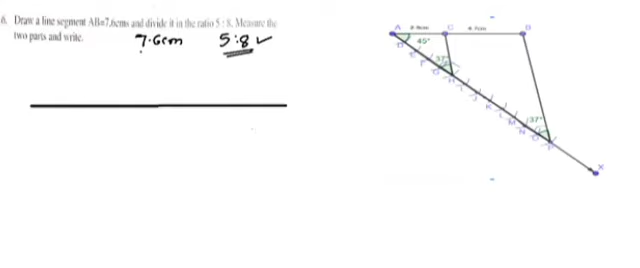 6. Draw a line segment AB=7.6cms and divide it in the ratio 5 : 8. Measure the
two parts and write.
7.6cm 5:8
A C B
45°
37°
37°
K
L
M
N
P
X